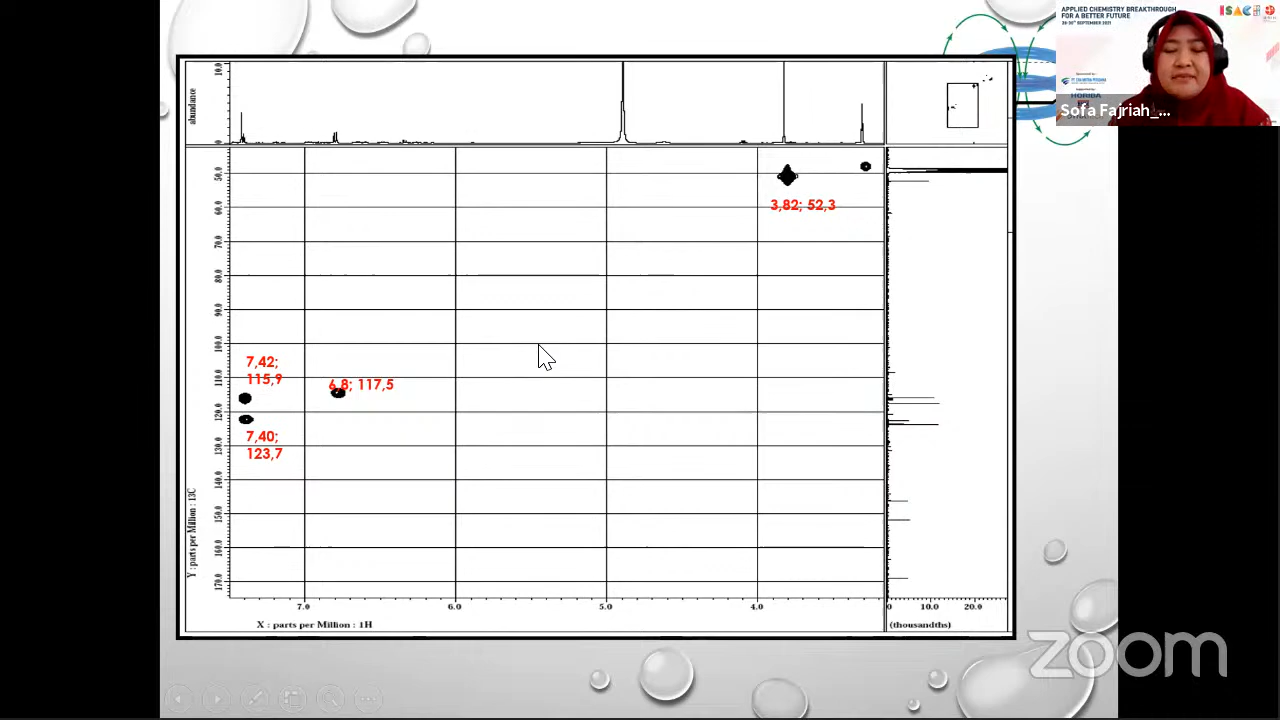 APPLIED CHEMISTRY BREAKTHROUGH
FOR A BETTER FUTURE
ISAC
HORIBA
Sofa Fajriah_...
abundance
10.0
0
50.0
60.0
70.0
80.0
90.0
100.0
110.0
120.0
130.0
140.0
150.0
160.0
170.0
Y : parts per Million : 13C
3,82; 52,3
7,42;
115,9
6,8; 117,5
7,40;
123,7
7.0
6.0
5.0
4.0
0
10.0
20.0
X : parts per Million : 1H
(thousandths)
zoom